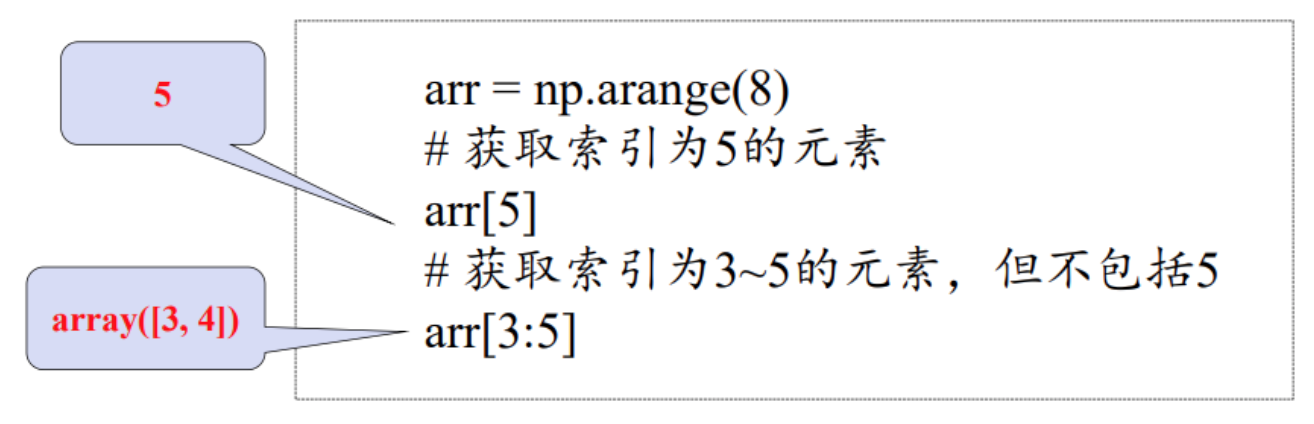 5
arr = np.arange(8)
# 获取索引为5的元素
arr[5]
# 获取索引为3~5的元素，但不包括5
array([3, 4])
arr[3:5]